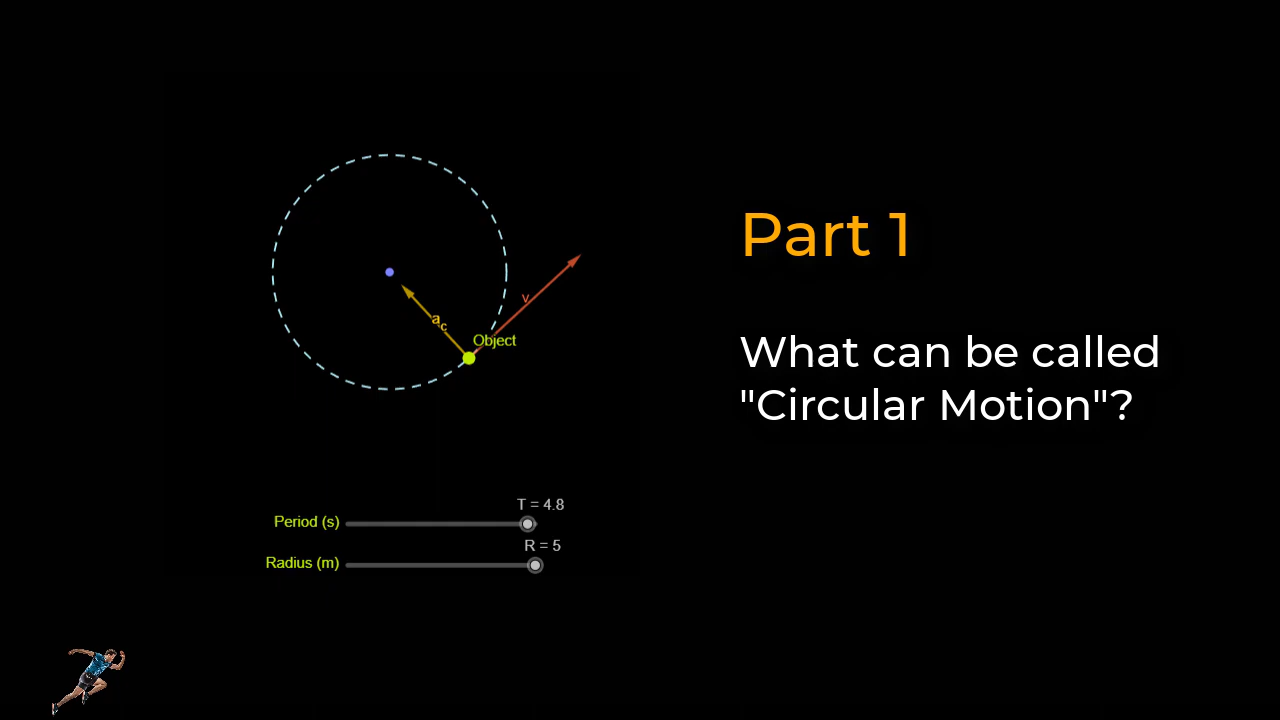 Part 1
What can be called
"Circular Motion"?
v
ac
Object
T = 4.8
Period (s)
R = 5
Radius (m)